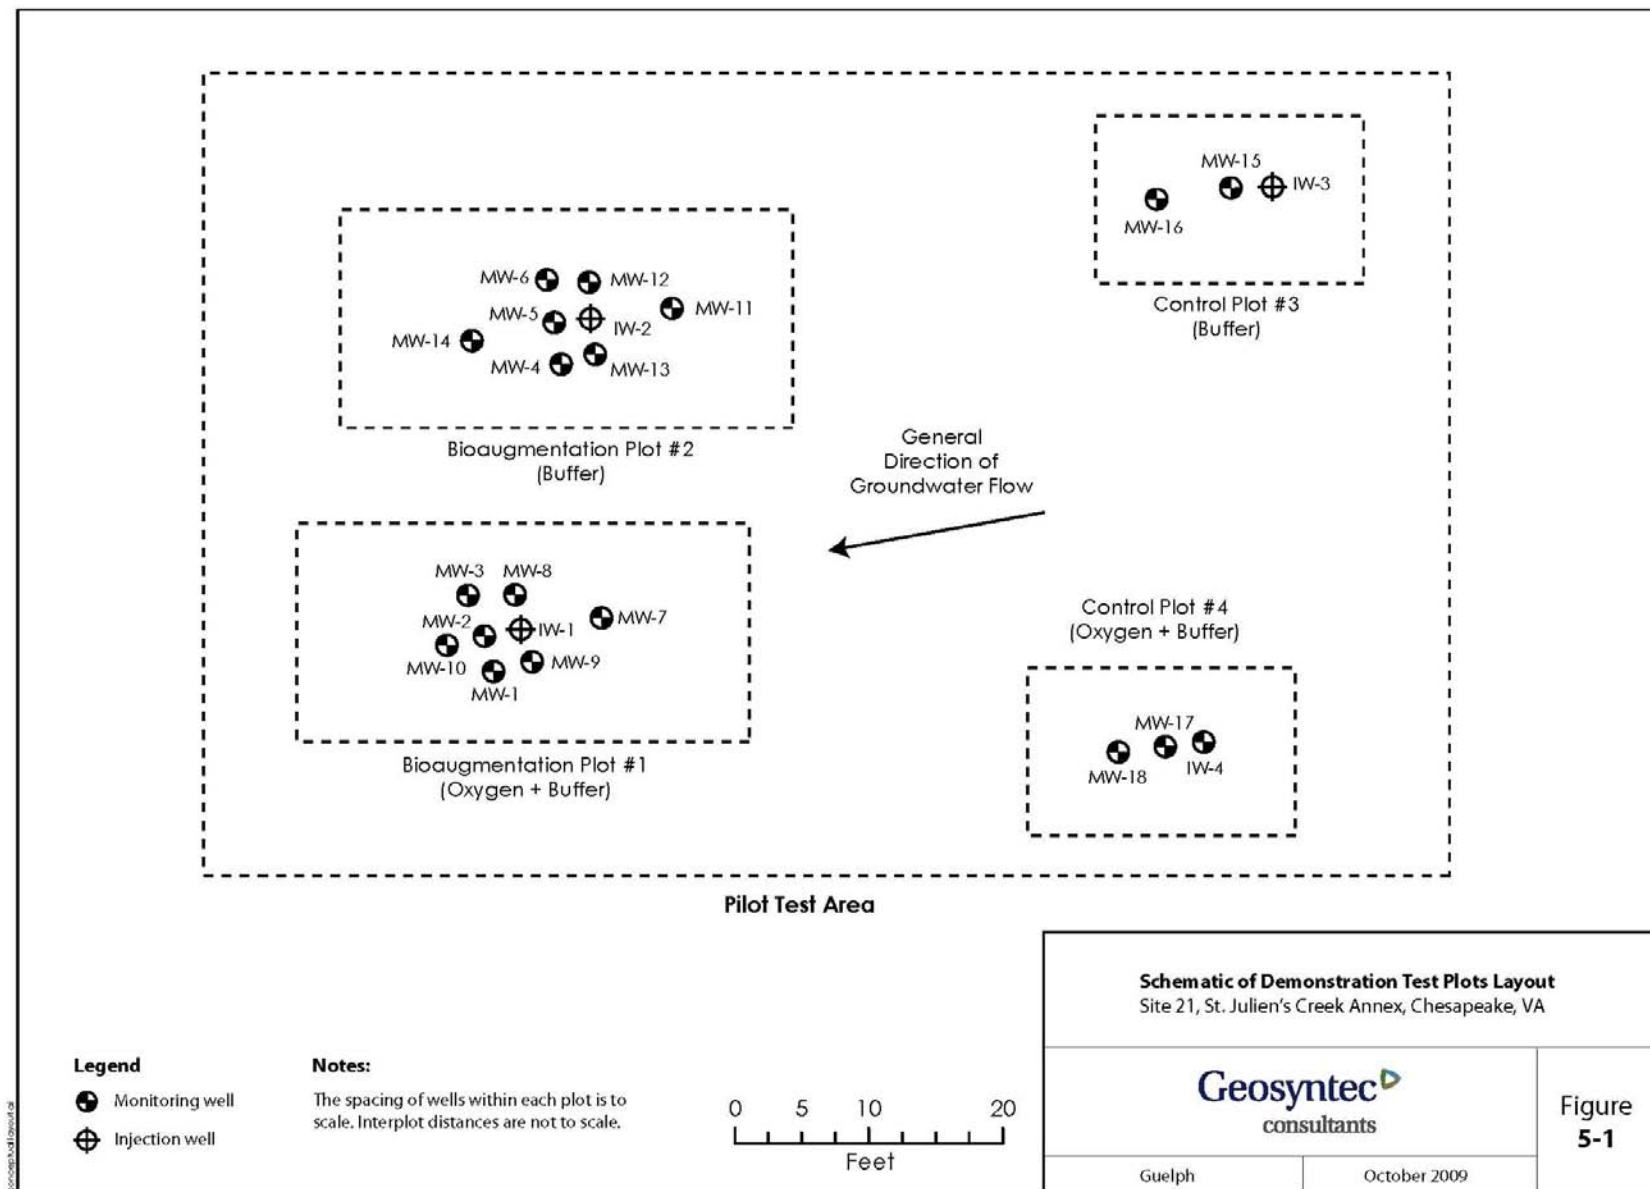 MW-15
IW-3
MW-16
Control Plot #3
(Buffer)
MW-6
MW-12
MW-5
MW-11
IW-2
MW-14
MW-4
MW-13
Bioaugmentation Plot #2
(Buffer)
General
Direction of
Groundwater Flow
MW-3
MW-8
MW-2
IW-1
MW-7
MW-10
MW-9
MW-1
Bioaugmentation Plot #1
(Oxygen + Buffer)
Control Plot #4
(Oxygen + Buffer)
MW-17
MW-18
IW-4
Pilot Test Area
Legend
Monitoring well
Injection well
Notes:
The spacing of wells within each plot is to
scale. Interplot distances are not to scale.
0 5 10 20
Feet
Schematic of Demonstration Test Plots Layout
Site 21, St. Julien's Creek Annex, Chesapeake, VA
Geosyntec
consultants
Figure
5-1
Guelph
October 2009